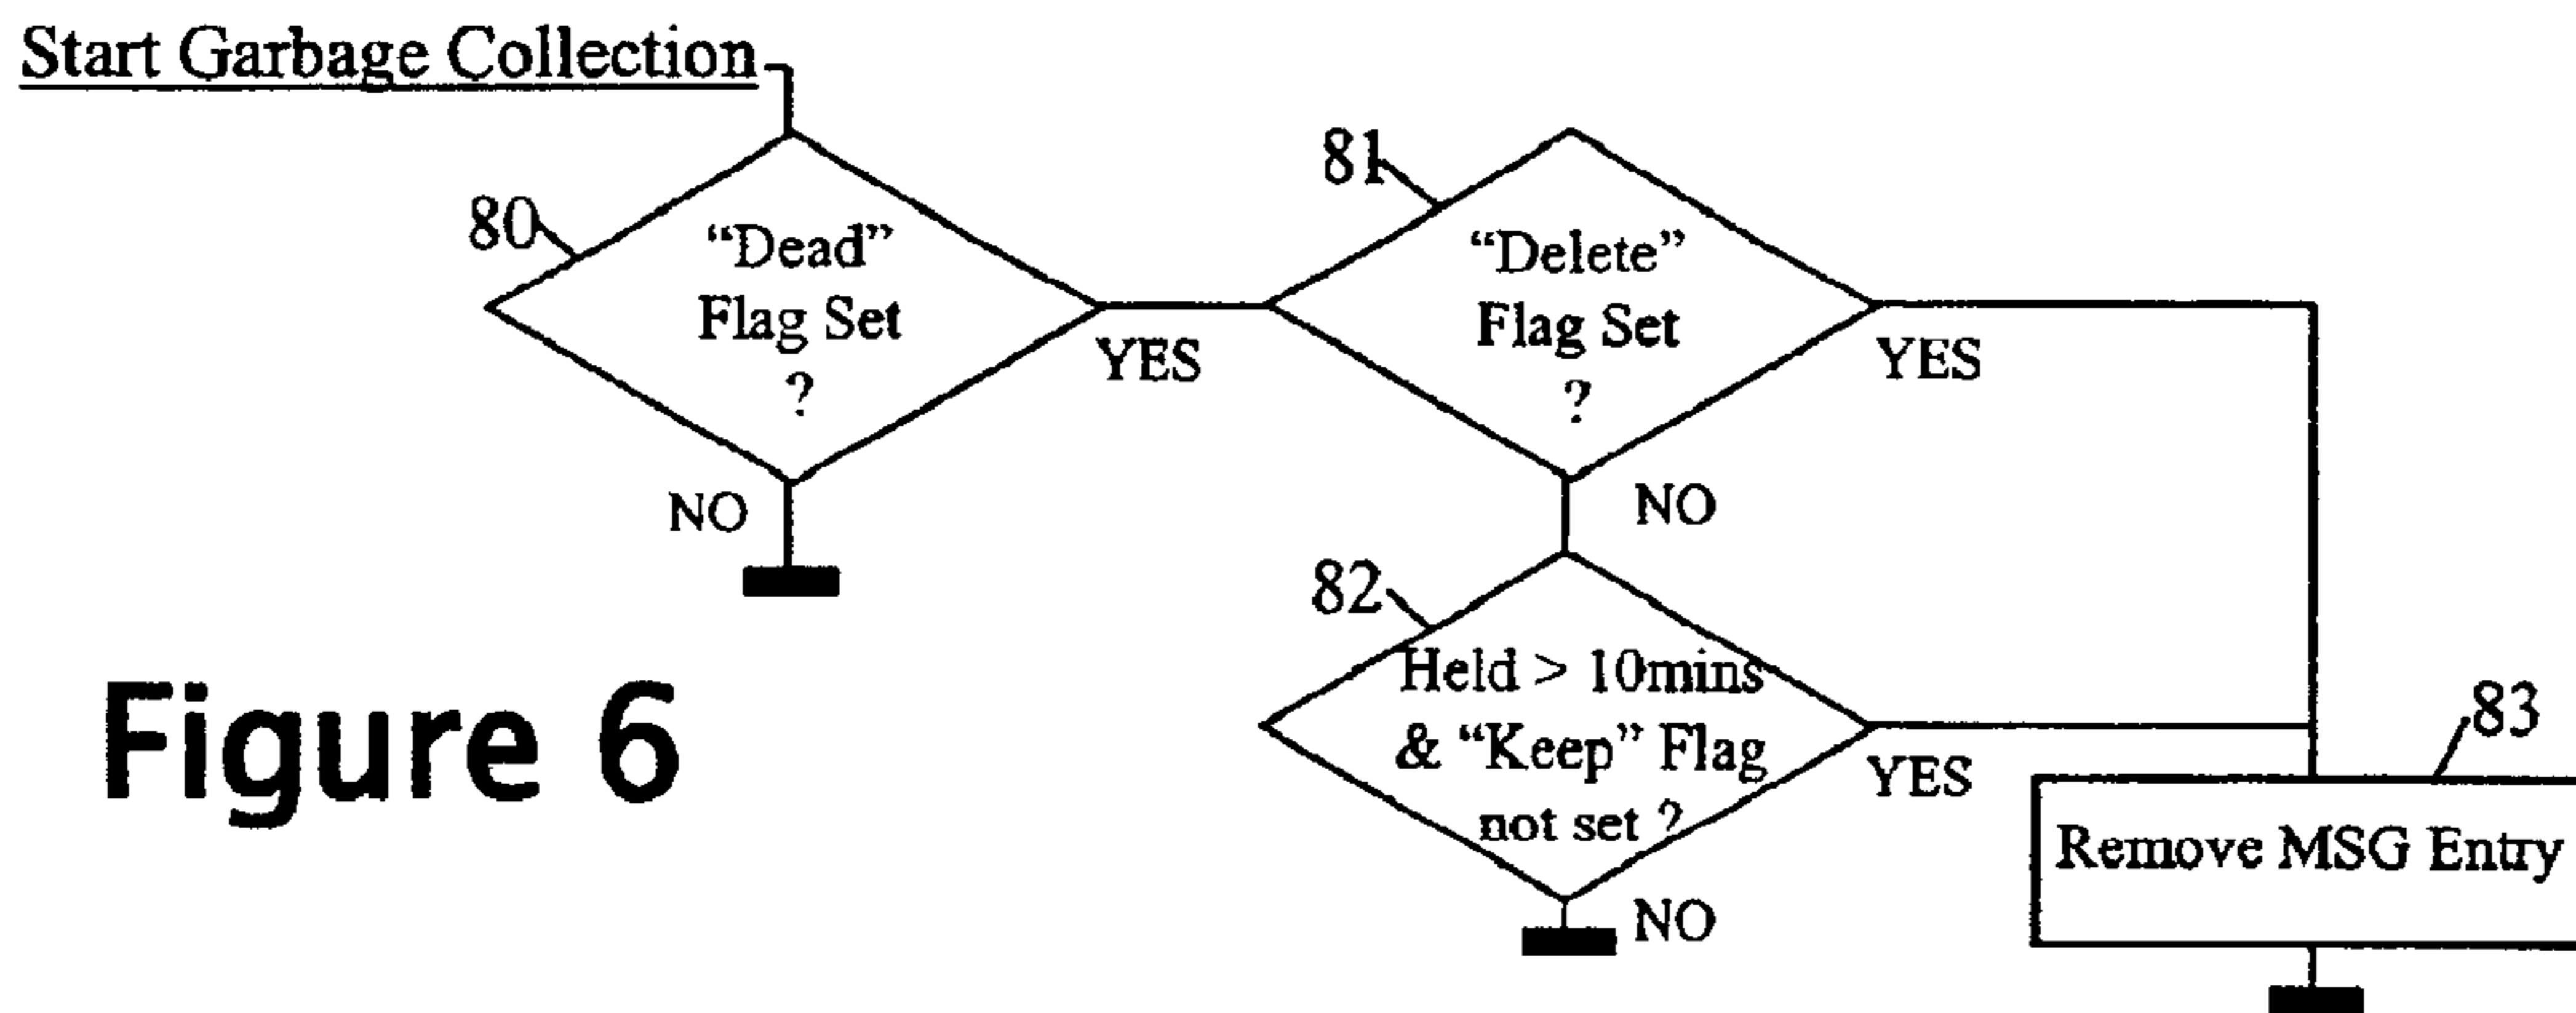 Start Garbage Collection
80
“Dead”
Flag Set
?
YES
NO
81
“Delete”
Flag Set
?
YES
NO
82
Held > 10mins
& “Keep” Flag
not set ?
YES
NO
83
Remove MSG Entry
Figure 6